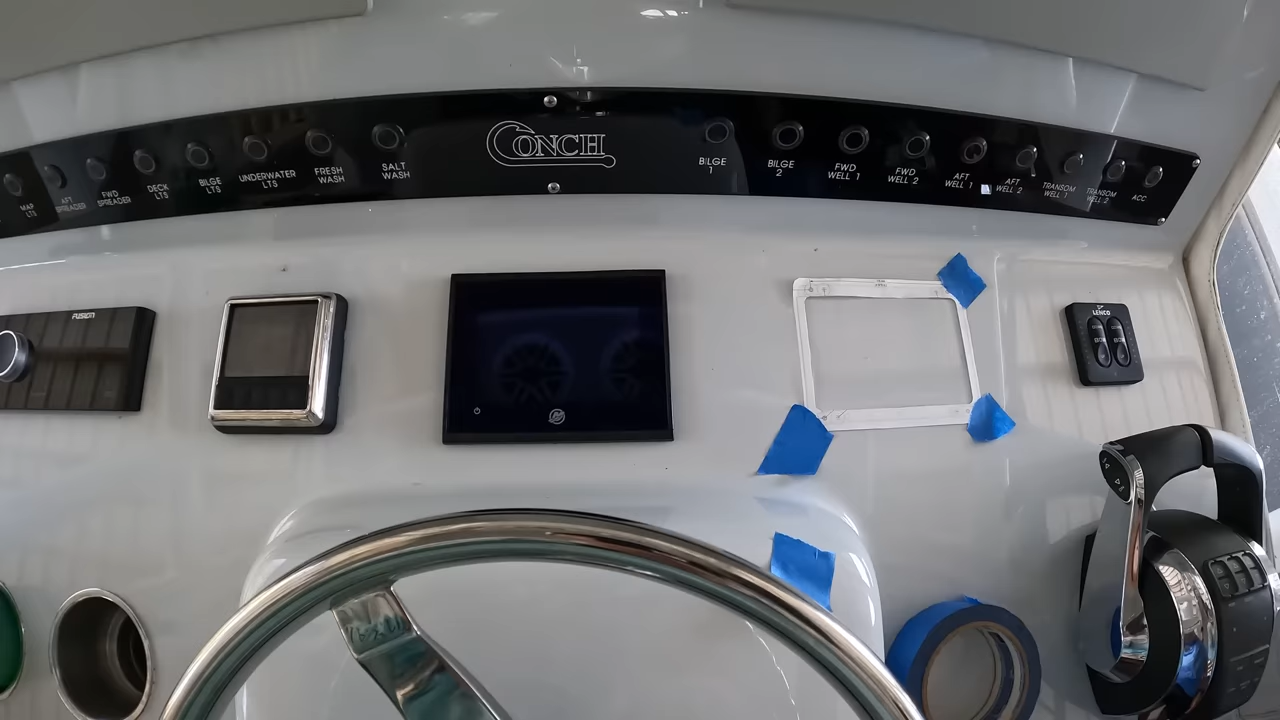 MAP
LTS
AFT
SPREADER
FWD
SPREADER
DECK
LTS
BILGE
LTS
UNDERWATER
LTS
FRESH
WASH
SALT
WASH
CONCH
BILGE
1
BILGE
2
FWD
WELL 1
FWD
WELL 2
AFT
WELL 1
AFT
WELL 2
TRANSOM
WELL 1
TRANSOM
WELL 2
ACC
FUSION
LENCO